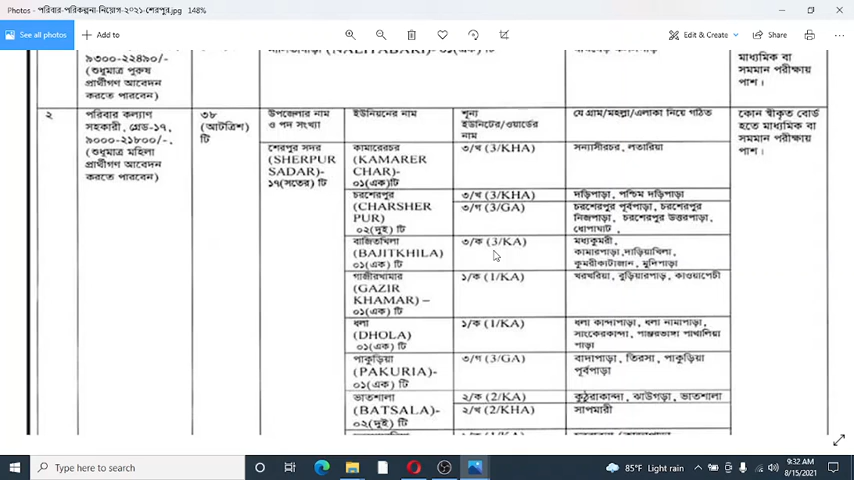 Photos - পরিবার-পরিকল্পনা-নিয়োগ-২০২১-শেরপুর.jpg 148%
See all photos
Add to
Edit & Create
Share
(NALITABARI)
৯৩০০-২২৪৯০/-
(শুধুমাত্র পুরুষ
প্রার্থীগণ আবেদন
করতে পারবেন)
মাধ্যমিক বা
সমমান পরীক্ষায়
পাশ।
২
পরিবার কল্যাণ
সহকারী, গ্রেড-১৭,
৯০০০-২১৮০০/-,
(শুধুমাত্র মহিলা
প্রার্থীগণ আবেদন
করতে পারবেন)
৩৮
(আটত্রিশ)
টি
উপজেলার নাম
ও পদ সংখ্যা
ইউনিয়নের নাম
শূন্য
ইউনিটের/ওয়ার্ডের
নাম
যে গ্রাম/মহল্লা/এলাকা নিয়ে গঠিত
কোন স্বীকৃত বোর্ড
হতে মাধ্যমিক বা
সমমান পরীক্ষায়
পাশ।
শেরপুর সদর
(SHERPUR
SADAR)-
১৭(সতের) টি
কামারেরচর
(KAMARER
CHAR)-
০১(এক)টি
৩/খ (3/KHA)
সন্যাসীরচর, লতারিয়া
চরশেরপুর
(CHARSHER
PUR)
০২(দুই) টি
৩/খ (3/KHA)
৩/গ (3/GA)
দড়িপাড়া, পশ্চিম দড়িপাড়া
চরশেরপুর পূর্বপাড়া, চরশেরপুর
নিজপাড়া, চরশেরপুর উত্তরপাড়া,
ধোপাঘাট,
বাজিতখিলা
(BAJITKHILA)
০১(এক) টি
৩/ক (3/KA)
মধ্যকুমরী,
কামারপাড়া,দাড়িয়াখিলা,
কুমরীকাটাজান, মুদিপাড়া
গাজীরখামার
(GAZIR
KHAMAR) –
০১(এক) টি
১/ক (1/KA)
খরখরিয়া, বুড়িয়ারপাড়, কাওয়াপেচী
ধলা
(DHOLA)
০১(এক) টি
১/ক (1/KA)
ধলা কান্দাপাড়া, ধলা নামাপাড়া,
পাড়া
পাকুড়িয়া
(PAKURIA)-
০১(এক) টি
৩/গ (3/GA)
বাদাপাড়া, তিরসা, পাকুড়িয়া
পূর্বপাড়া
ভাতশালা
(BATSALA)-
০২(দুই) টি
২/ক (2/KA)
২/খ (2/KHA)
কুঠুরাকান্দা, ঝাউগড়া, ভাতশালা
সাপমারী
Type here to search
85°F Light rain
9:32 AM
8/15/2021